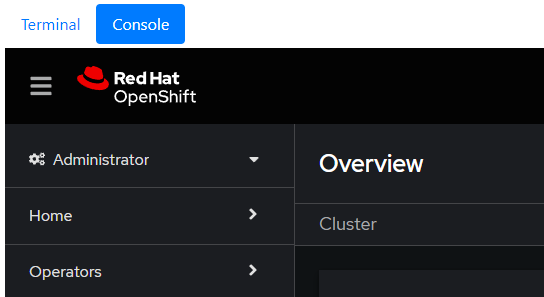 Terminal
Console
Red Hat
OpenShift
Administrator
Overview
Home
Cluster
Operators